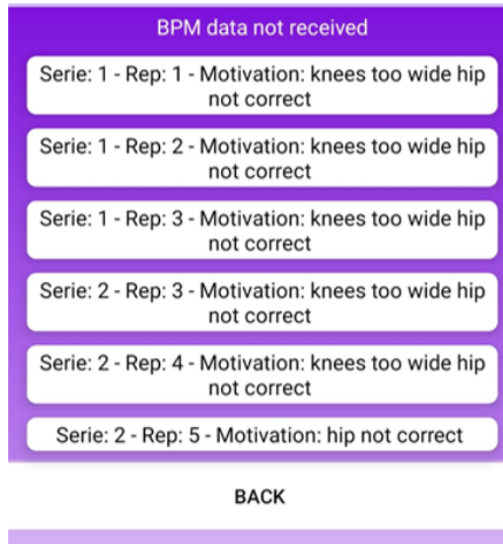 BPM data not received
Serie: 1 - Rep: 1 - Motivation: knees too wide hip
not correct
Serie: 1 - Rep: 2 - Motivation: knees too wide hip
not correct
Serie: 1 - Rep: 3 - Motivation: knees too wide hip
not correct
Serie: 2 - Rep: 3 - Motivation: knees too wide hip
not correct
Serie: 2 - Rep: 4 - Motivation: knees too wide hip
not correct
Serie: 2 - Rep: 5 - Motivation: hip not correct
BACK